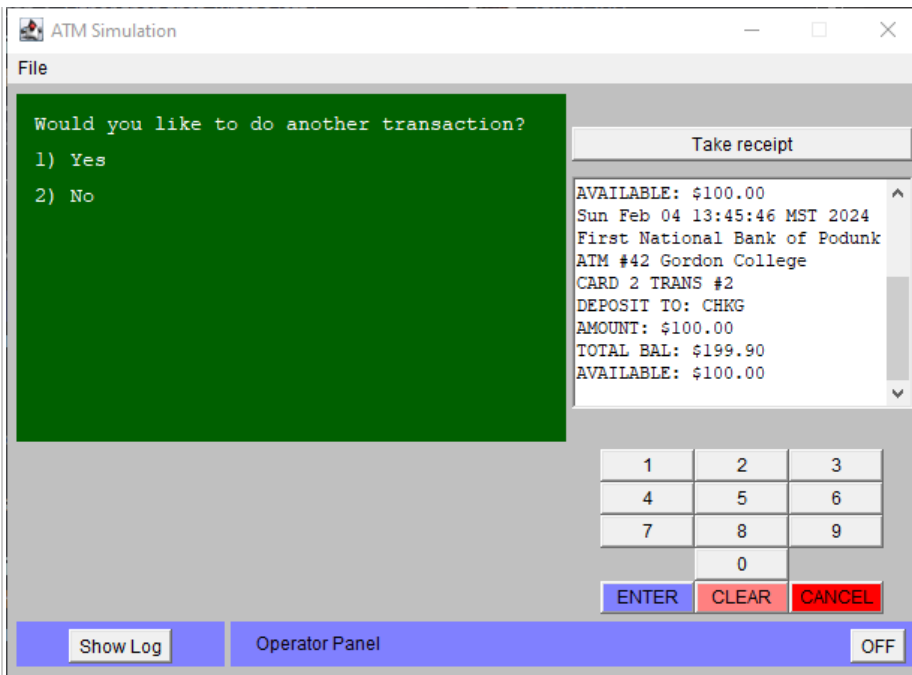 ATM Simulation
File
Would you like to do another transaction?
1) Yes
2) No
Take receipt
AVAILABLE: $100.00
Sun Feb 04 13:45:46 MST 2024
First National Bank of Podunk
ATM #42 Gordon College
CARD 2 TRANS #2
DEPOSIT TO: CHKG
AMOUNT: $100.00
TOTAL BAL: $199.90
AVAILABLE: $100.00
1 2 3
4 5 6
7 8 9
0
ENTER CLEAR CANCEL
Show Log Operator Panel OFF